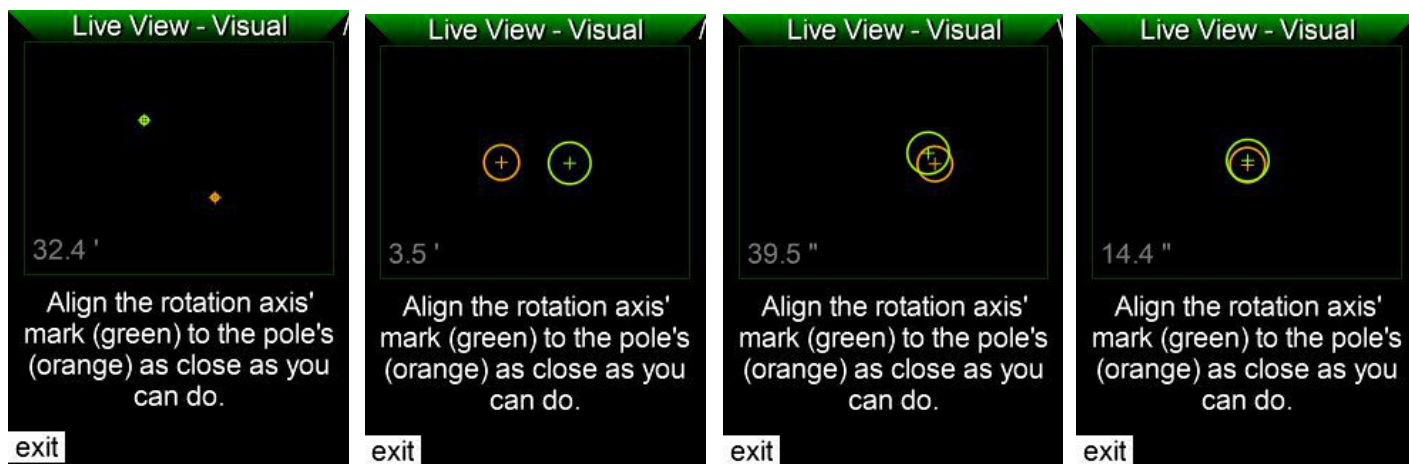 Live View - Visual
32.4 '
Align the rotation axis'
mark (green) to the pole's
(orange) as close as you
can do.
exit
Live View - Visual
3.5 '
Align the rotation axis'
mark (green) to the pole's
(orange) as close as you
can do.
exit
Live View - Visual
39.5 "
Align the rotation axis'
mark (green) to the pole's
(orange) as close as you
can do.
exit
Live View - Visual
14.4 "
Align the rotation axis'
mark (green) to the pole's
(orange) as close as you
can do.
exit